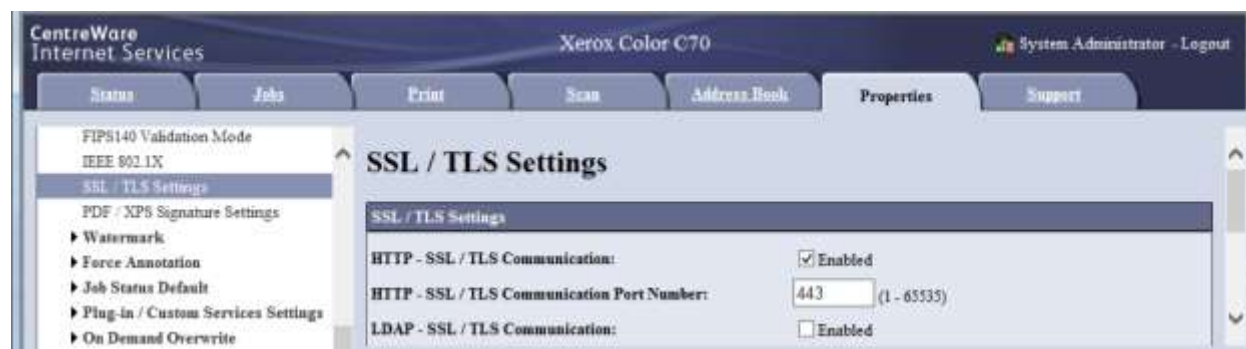 CentreWare
Internet Services
Xerox Color C70
System Administrator - Logout
Status
Jobs
Print
Scan
Address Book
Properties
Support
FIPS140 Validation Mode
IEEE 802.1X
SSL / TLS Settings
PDF / XPS Signature Settings
Watermark
Force Annotation
Job Status Default
Plug-in / Custom Services Settings
On Demand Overwrite
SSL / TLS Settings
SSL / TLS Settings
HTTP - SSL / TLS Communication: Enabled
HTTP - SSL / TLS Communication Port Number: 443 (1 - 65535)
LDAP - SSL / TLS Communication: Enabled